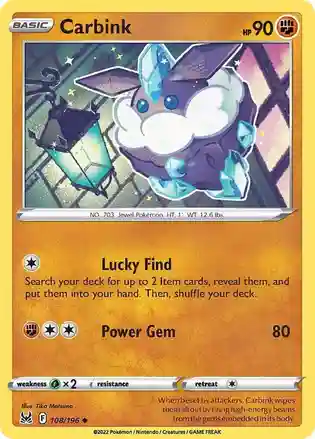 BASIC Carbink HP 90
NO. 703 Jewel Pokémon HT: 1' WT: 12.6 lbs.
Lucky Find
Search your deck for up to 2 Item cards, reveal them, and
put them into your hand. Then, shuffle your deck.
Power Gem 80
weakness ×2 resistance retreat
Illus. Tika Matsuno
F 108/196
When beset by attackers, Carbink wipes
them all out by firing high-energy beams
from the gems embedded in its body.
©2022 Pokémon / Nintendo / Creatures / GAME FREAK